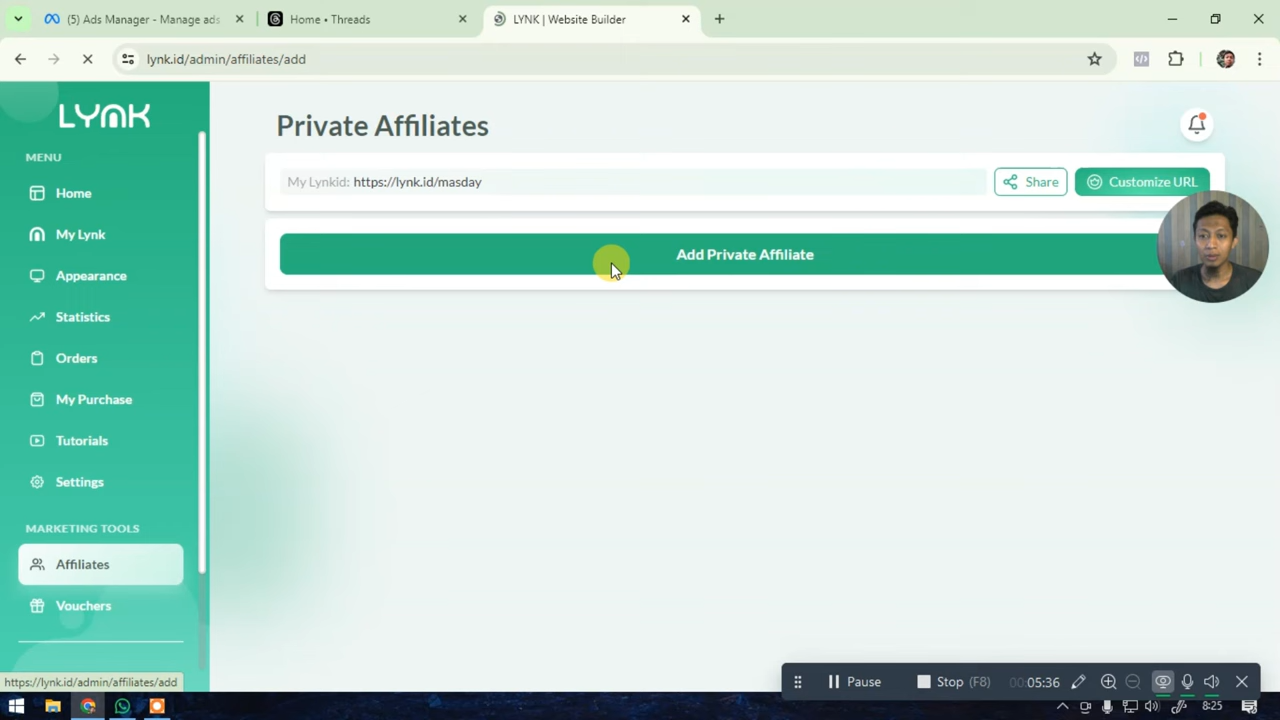 (5) Ads Manager - Manage ads
Home • Threads
LYNK | Website Builder
lynk.id/admin/affiliates/add
LYNK
MENU
Home
My Lynk
Appearance
Statistics
Orders
My Purchase
Tutorials
Settings
MARKETING TOOLS
Affiliates
Vouchers
Private Affiliates
My Lynkid: https://lynk.id/masday
Share
Customize URL
Add Private Affiliate
https://lynk.id/admin/affiliates/add
Pause
Stop (F8)
00:05:36
8:25